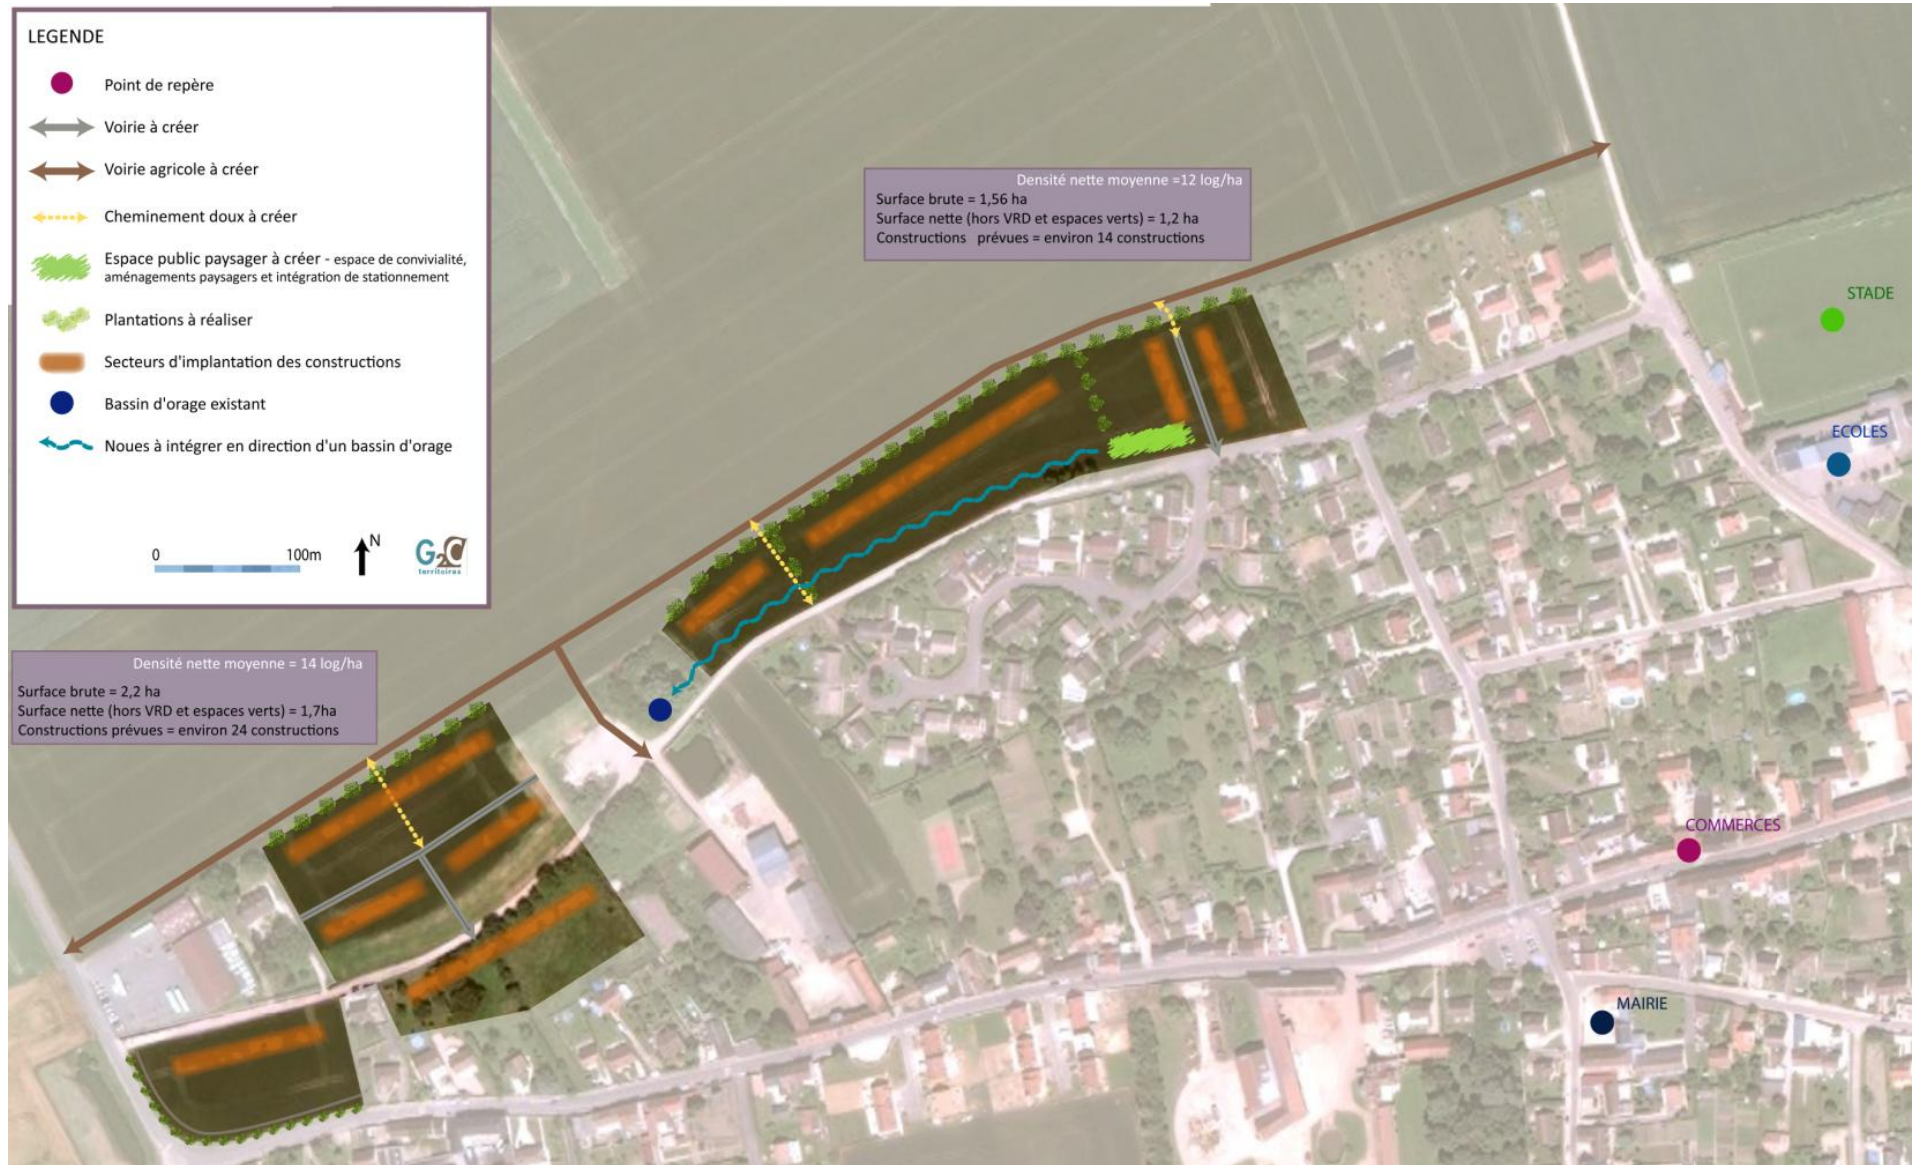 LEGENDE
Point de repère
Voirie à créer
Voirie agricole à créer
Cheminement doux à créer
Espace public paysager à créer - espace de convivialité,
aménagements paysagers et intégration de stationnement
Plantations à réaliser
Secteurs d'implantation des constructions
Bassin d'orage existant
Noues à intégrer en direction d'un bassin d'orage
0 100m
N
G2C
territoires
Densité nette moyenne =12 log/ha
Surface brute = 1,56 ha
Surface nette (hors VRD et espaces verts) = 1,2 ha
Constructions prévues = environ 14 constructions
STADE
ECOLES
Densité nette moyenne = 14 log/ha
Surface brute = 2,2 ha
Surface nette (hors VRD et espaces verts) = 1,7ha
Constructions prévues = environ 24 constructions
COMMERCES
MAIRIE